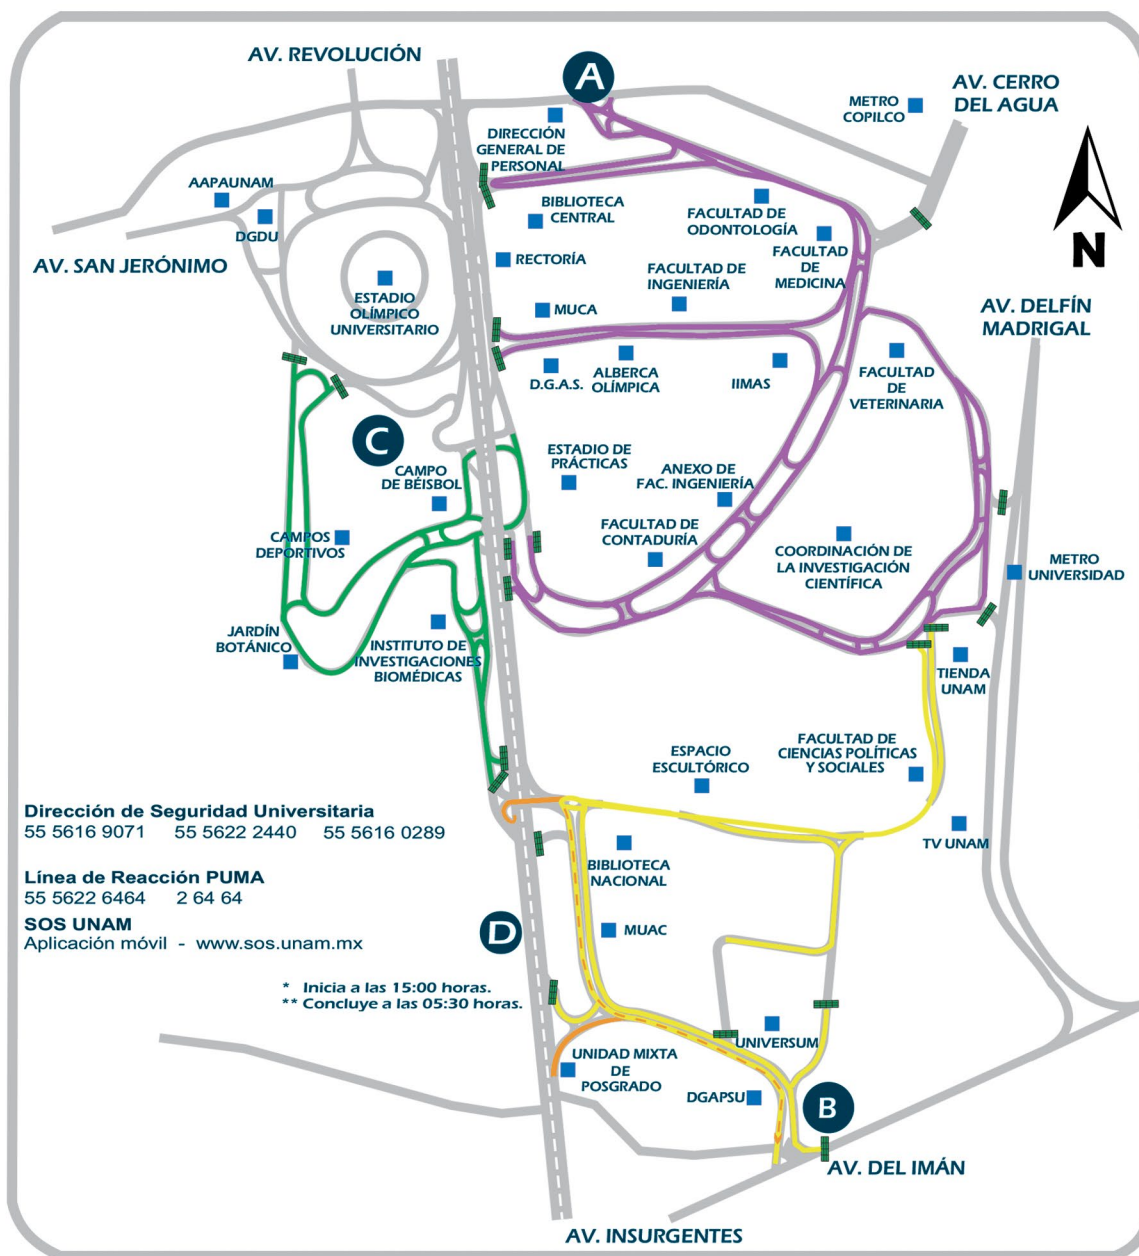 AV. REVOLUCIÓN
A
AV. CERRO
DEL AGUA
METRO
COPILCO
DIRECCIÓN
GENERAL DE
PERSONAL
AAPAUNAM
DGDU
BIBLIOTECA
CENTRAL
FACULTAD DE
ODONTOLOGÍA
FACULTAD
DE
MEDICINA
N
AV. SAN JERÓNIMO
RECTORÍA
FACULTAD DE
INGENIERÍA
ESTADIO
OLÍMPICO
UNIVERSITARIO
MUCA
AV. DELFÍN
MADRIGAL
D.G.A.S.
ALBERCA
OLÍMPICA
IIMAS
FACULTAD
DE
VETERINARIA
C
CAMPO
DE BÉISBOL
ESTADIO DE
PRÁCTICAS
ANEXO DE
FAC. INGENIERÍA
CAMPOS
DEPORTIVOS
FACULTAD DE
CONTADURÍA
COORDINACIÓN DE
LA INVESTIGACIÓN
CIENTÍFICA
METRO
UNIVERSIDAD
JARDÍN
BOTÁNICO
INSTITUTO DE
INVESTIGACIONES
BIOMÉDICAS
TIENDA
UNAM
ESPACIO
ESCULTÓRICO
FACULTAD DE
CIENCIAS POLÍTICAS
Y SOCIALES
Dirección de Seguridad Universitaria
55 5616 9071 55 5622 2440 55 5616 0289
TV UNAM
BIBLIOTECA
NACIONAL
Línea de Reacción PUMA
55 5622 6464 2 64 64
SOS UNAM
Aplicación móvil - www.sos.unam.mx
D
MUAC
* Inicia a las 15:00 horas.
** Concluye a las 05:30 horas.
UNIVERSUM
UNIDAD MIXTA
DE
POSGRADO
DGAPSU
B
AV. DEL IMÁN
AV. INSURGENTES